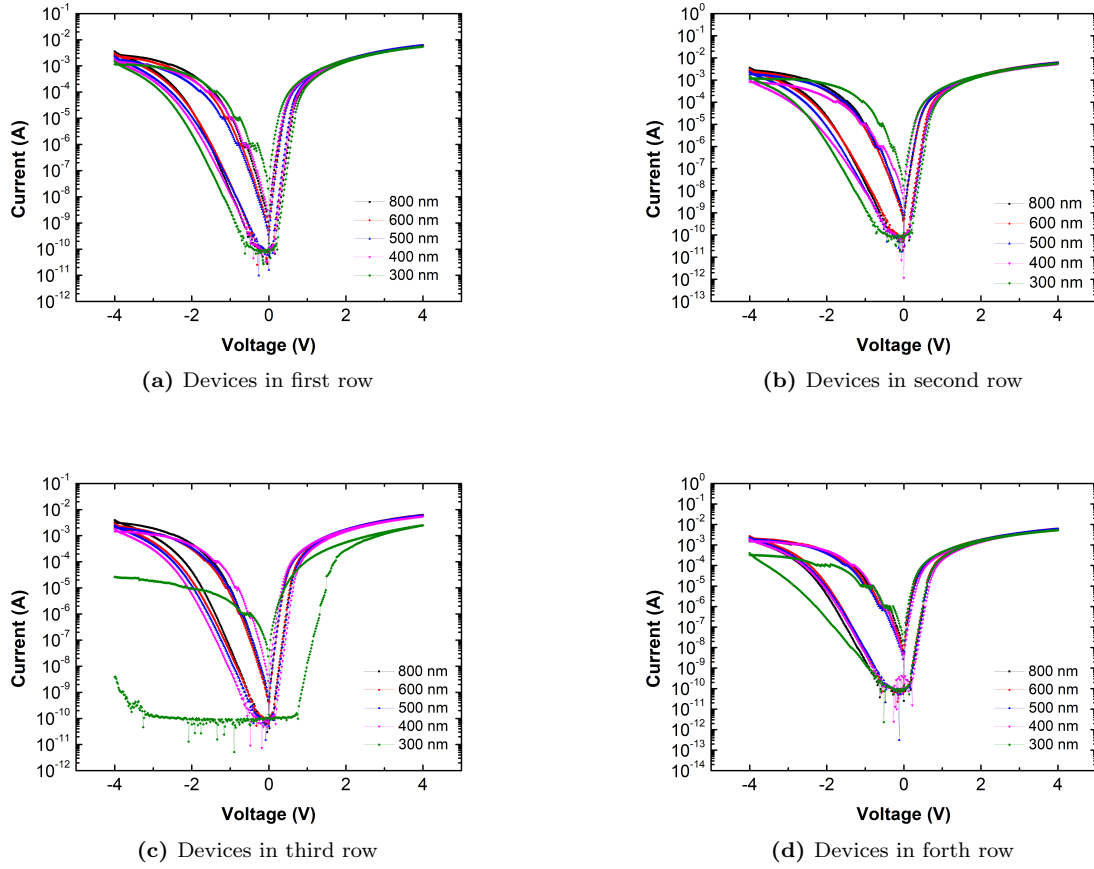 10⁻¹
10⁻²
10⁻³
10⁻⁴
10⁻⁵
10⁻⁶
10⁻⁷
10⁻⁸
10⁻⁹
10⁻¹⁰
10⁻¹¹
10⁻¹²
Current (A)
800 nm
600 nm
500 nm
400 nm
300 nm
-4 -2 0 2 4
Voltage (V)
(a) Devices in first row
10⁰
10⁻¹
10⁻²
10⁻³
10⁻⁴
10⁻⁵
10⁻⁶
10⁻⁷
10⁻⁸
10⁻⁹
10⁻¹⁰
10⁻¹¹
10⁻¹²
10⁻¹³
Current (A)
800 nm
600 nm
500 nm
400 nm
300 nm
-4 -2 0 2 4
Voltage (V)
(b) Devices in second row
10⁻¹
10⁻²
10⁻³
10⁻⁴
10⁻⁵
10⁻⁶
10⁻⁷
10⁻⁸
10⁻⁹
10⁻¹⁰
10⁻¹¹
10⁻¹²
Current (A)
800 nm
600 nm
500 nm
400 nm
300 nm
-4 -2 0 2 4
Voltage (V)
(c) Devices in third row
10⁰
10⁻¹
10⁻²
10⁻³
10⁻⁴
10⁻⁵
10⁻⁶
10⁻⁷
10⁻⁸
10⁻⁹
10⁻¹⁰
10⁻¹¹
10⁻¹²
10⁻¹³
10⁻¹⁴
Current (A)
800 nm
600 nm
500 nm
400 nm
300 nm
-4 -2 0 2 4
Voltage (V)
(d) Devices in forth row